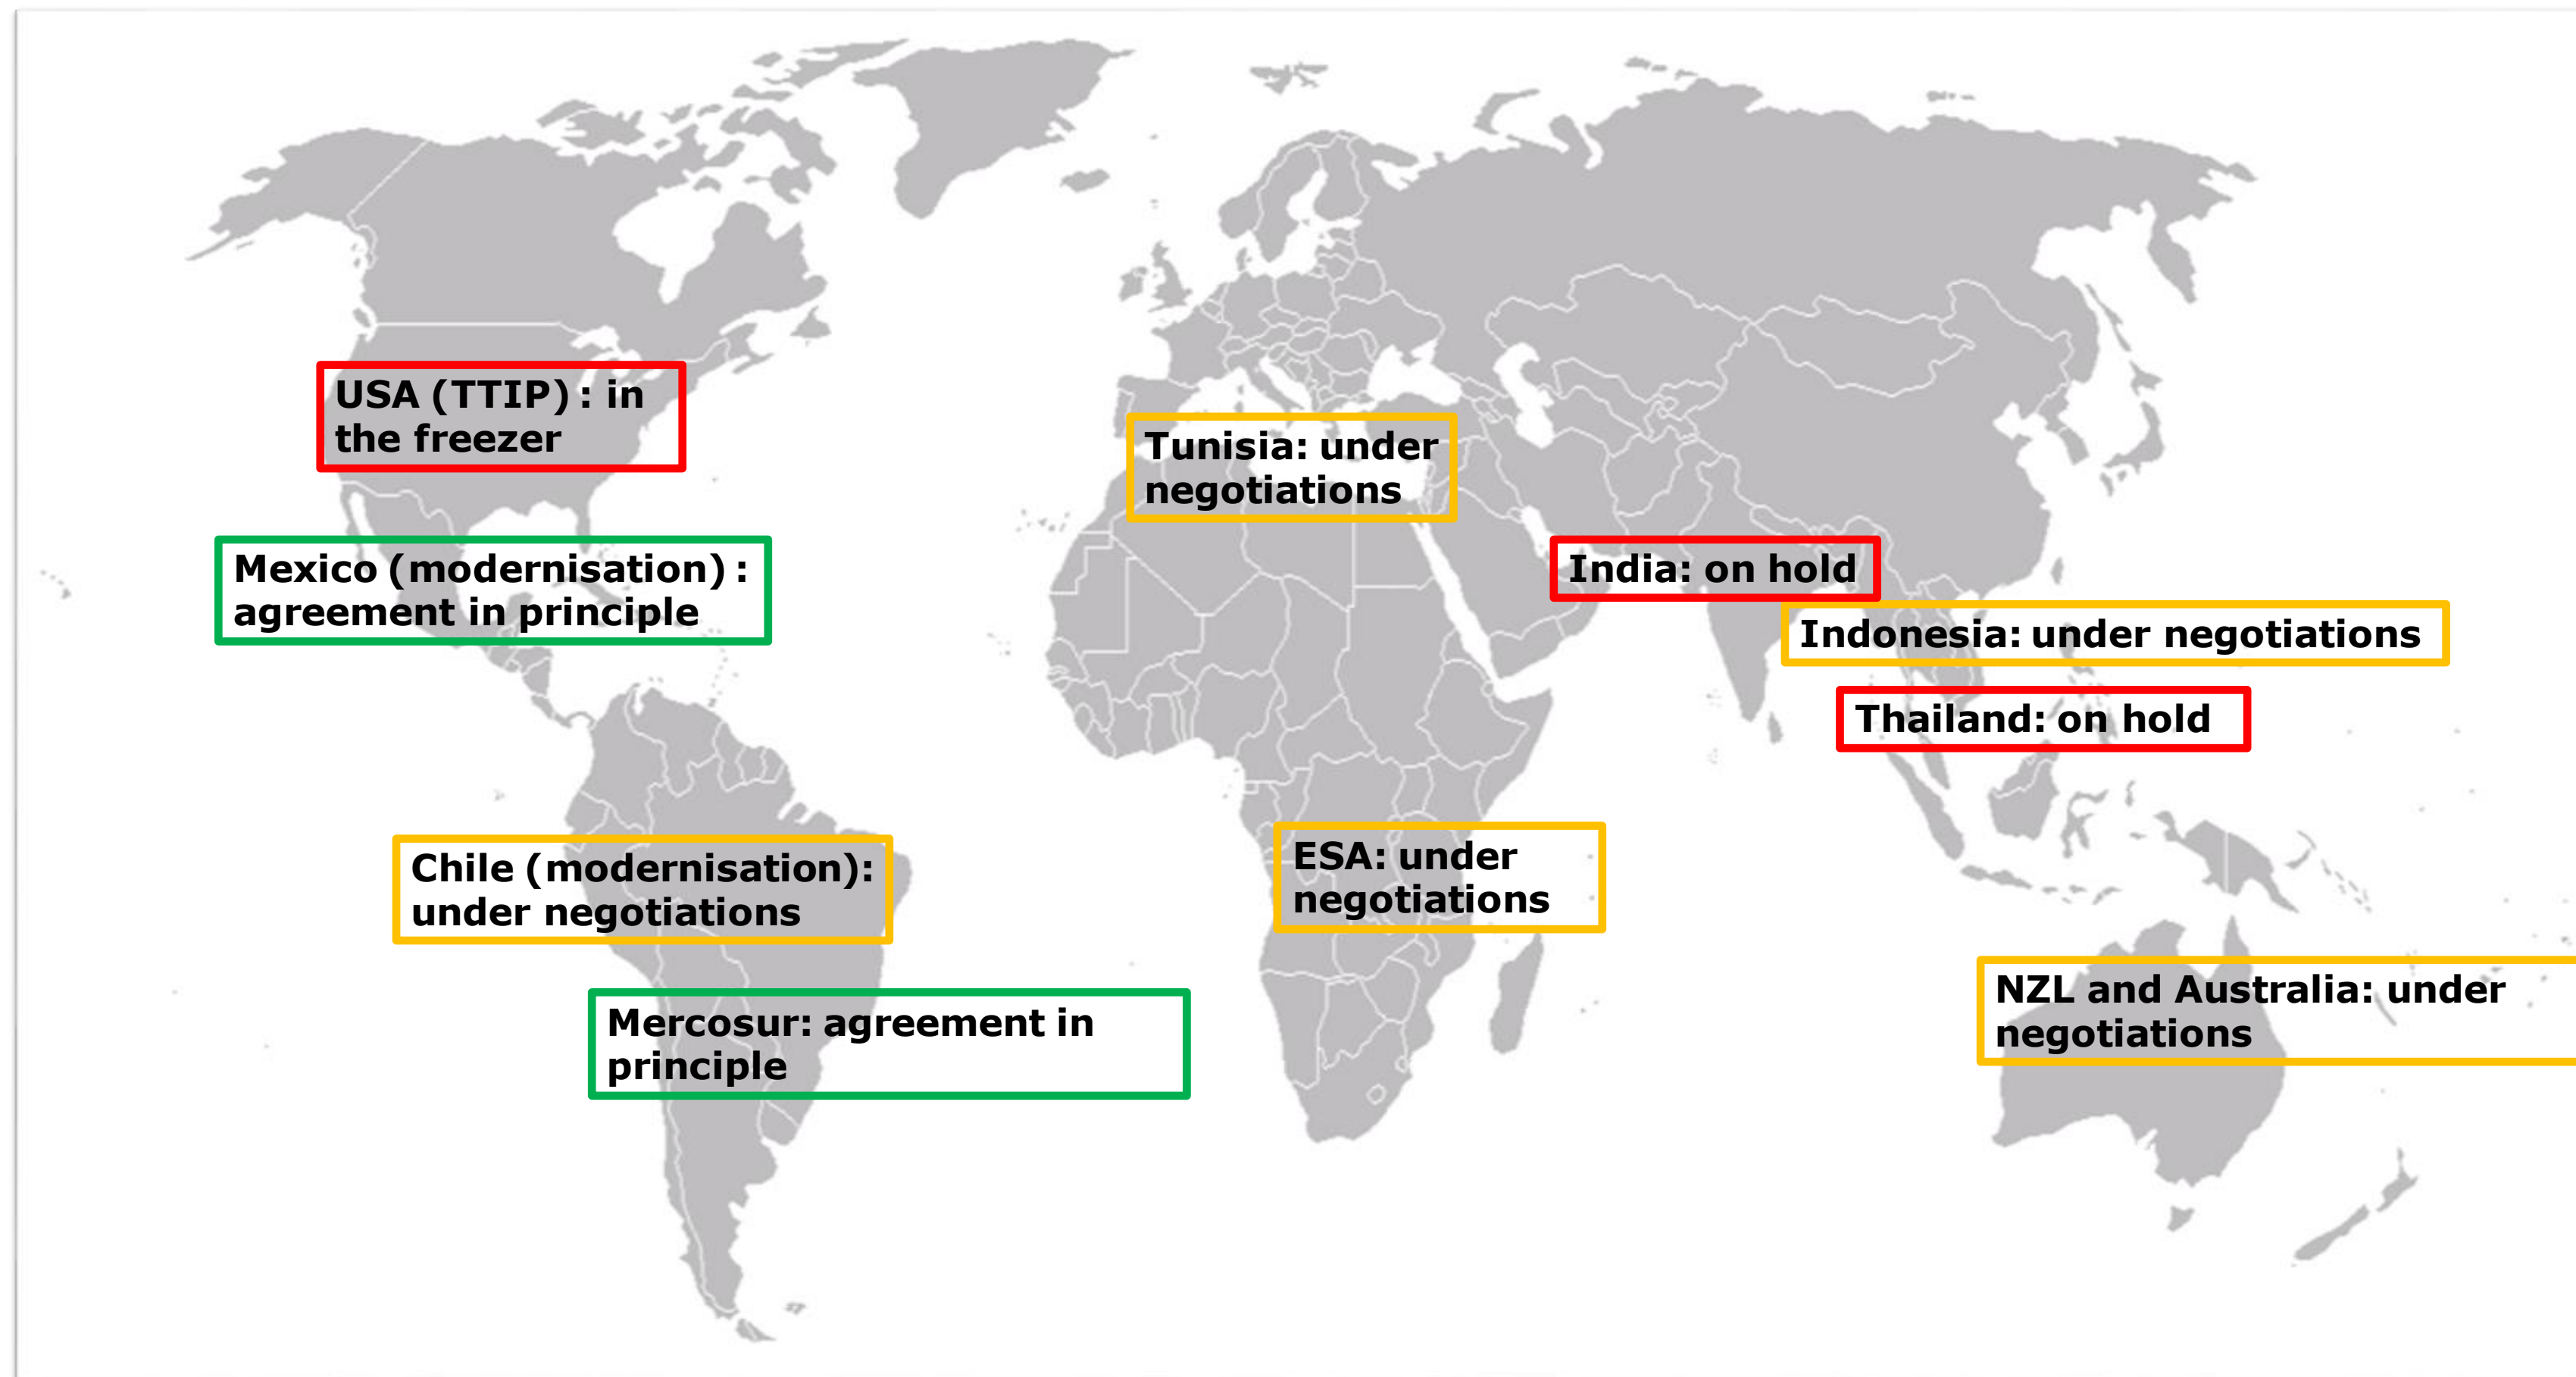 USA (TTIP) : in
the freezer
Tunisia: under
negotiations
Mexico (modernisation) :
agreement in principle
India: on hold
Indonesia: under negotiations
Thailand: on hold
Chile (modernisation):
under negotiations
ESA: under
negotiations
NZL and Australia: under
negotiations
Mercosur: agreement in
principle